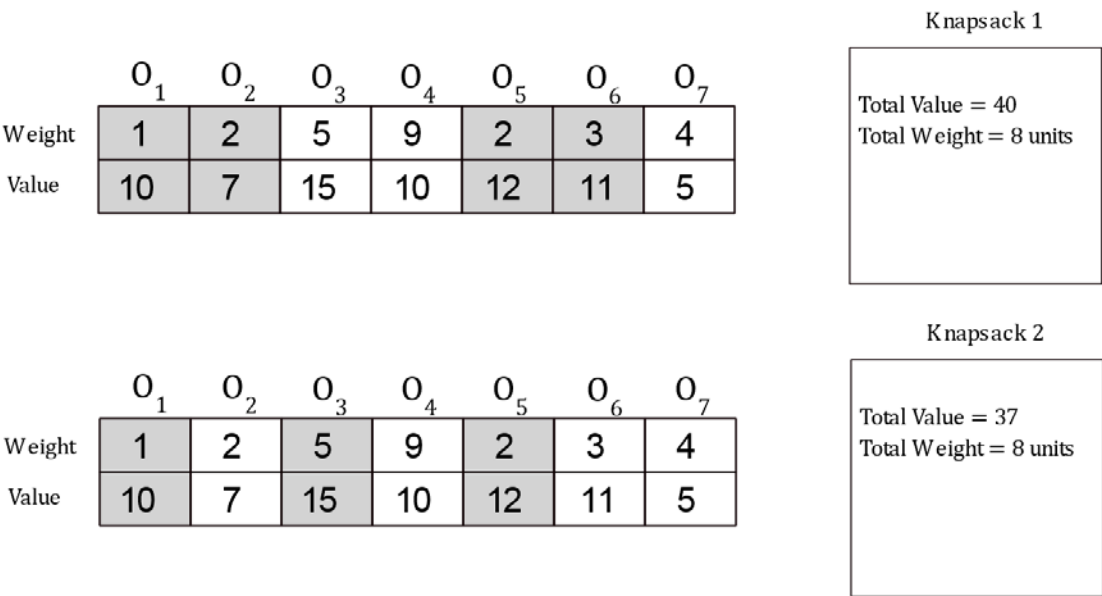 Knapsack 1
O1 O2 O3 O4 O5 O6 O7
Weight 1 2 5 9 2 3 4
Value 10 7 15 10 12 11 5
Total Value = 40
Total Weight = 8 units
Knapsack 2
O1 O2 O3 O4 O5 O6 O7
Weight 1 2 5 9 2 3 4
Value 10 7 15 10 12 11 5
Total Value = 37
Total Weight = 8 units